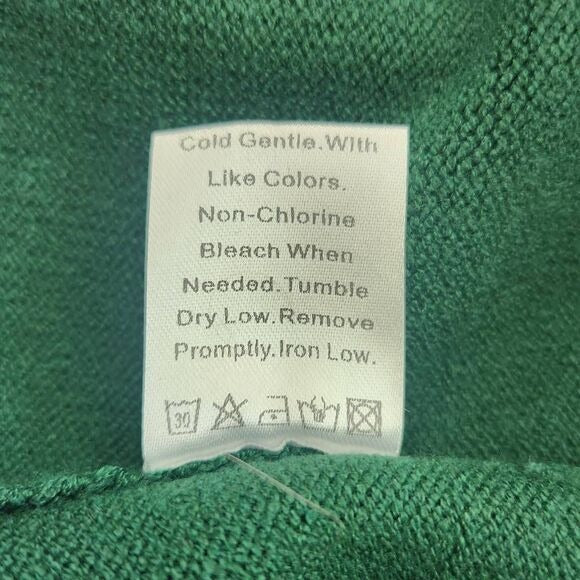 Cold Gentle.With
Like Colors.
Non-Chlorine
Bleach When
Needed.Tumble
Dry Low.Remove
Promptly.Iron Low.
30